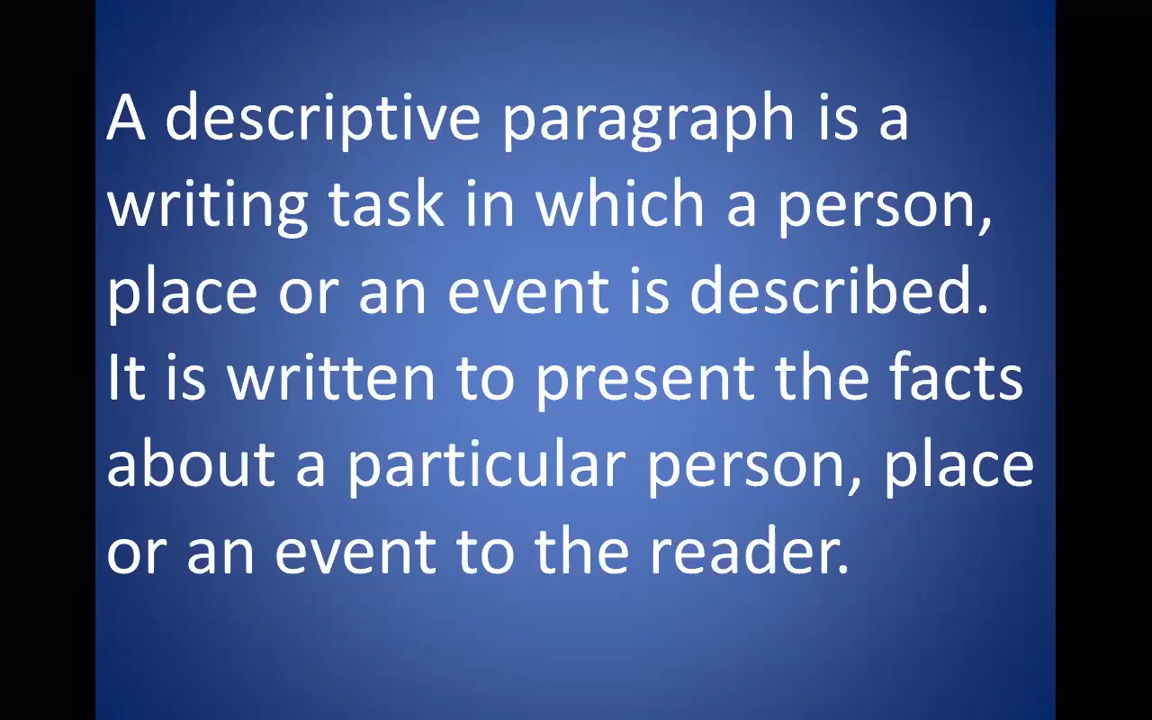 A descriptive paragraph is a
writing task in which a person,
place or an event is described.
It is written to present the facts
about a particular person, place
or an event to the reader.